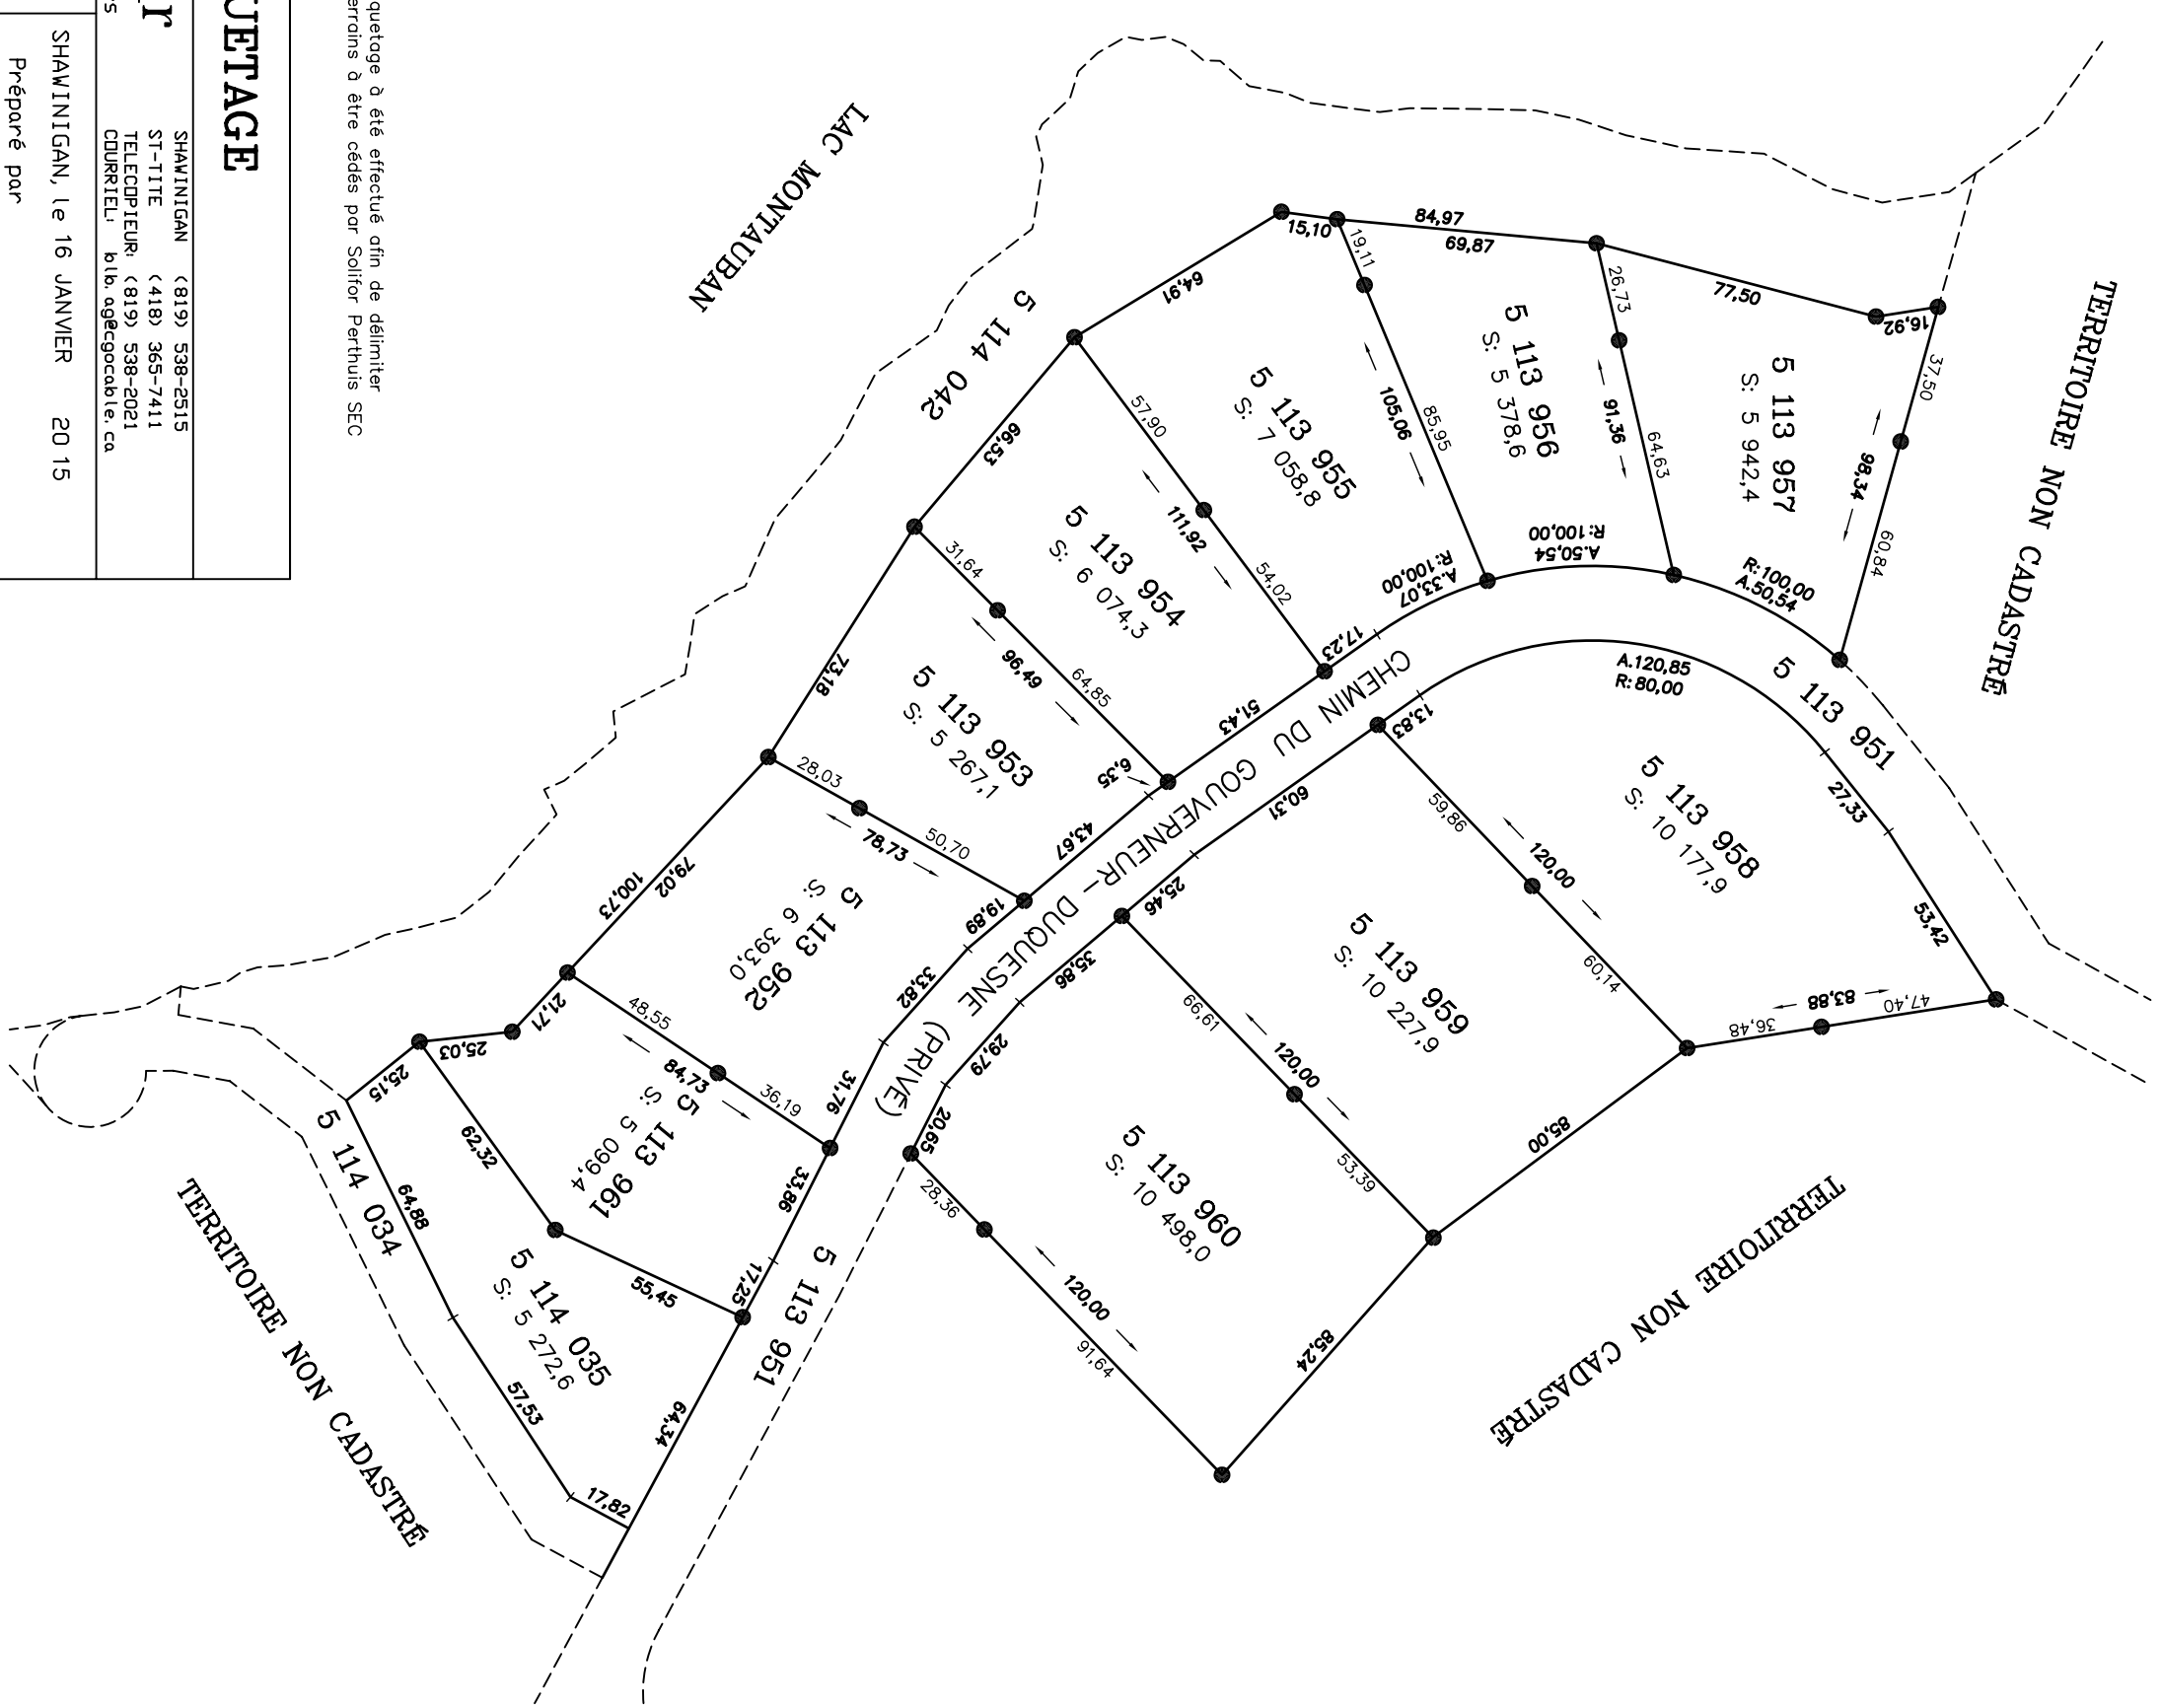 quetage à été effectué afin de délimiter
errains à être cédés par Solifor Perthuis SEC
UETAGE
SHAWINIGAN (819) 538-2515
ST-TITE (418) 365-7411
TELECOPIEUR: (819) 538-2021
COURRIEL: blb.ag@cgocable.ca
r
rs
SHAWINIGAN, le 16 JANVIER 20 15
Préparé par
LAC MONTAUBAN
5 114 042
TERRITOIRE NON CADASTRÉ
5 113 957
S: 5 942,4
16,92
77,50
37,50
98,34
60,84
R:100,00
A.50,54
5 113 956
S: 5 378,6
84,97
69,87
26,73
91,36
64,63
A.50,54
R:100,00
5 113 955
S: 7 058,8
15,10
19,11
64,91
105,06
85,95
A.33,07
R:100,00
17,23
5 113 954
S: 6 074,3
57,90
111,92
54,02
66,53
51,43
5 113 953
S: 5 267,1
31,64
96,49
64,85
73,18
6,35
43,67
5 113 952
S: 6 393,0
28,03
78,73
50,70
79,02
100,73
19,89
33,82
31,76
5 113 961
S: 5 099,4
48,55
84,73
36,19
21,71
25,03
62,32
55,45
33,86
17,25
5 114 035
S: 5 272,6
25,15
64,88
57,53
17,82
64,34
5 114 034
TERRITOIRE NON CADASTRÉ
CHEMIN DU GOUVERNEUR-DUQUESNE (PRIVÉ)
5 113 951
5 113 951
5 113 958
S: 10 177,9
A.120,85
R:80,00
27,33
53,42
13,83
59,86
120,00
60,14
83,88
47,40
36,48
5 113 959
S: 10 227,9
60,31
25,46
66,61
120,00
53,39
85,00
5 113 960
S: 10 498,0
35,86
29,79
20,65
28,36
120,00
91,64
85,24
TERRITOIRE NON CADASTRÉ